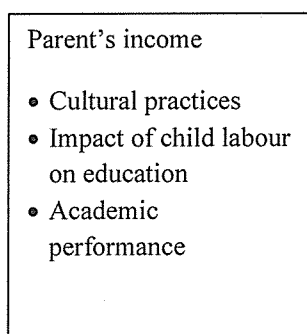 Parent's income
• Cultural practices
• Impact of child labour
on education
• Academic
performance